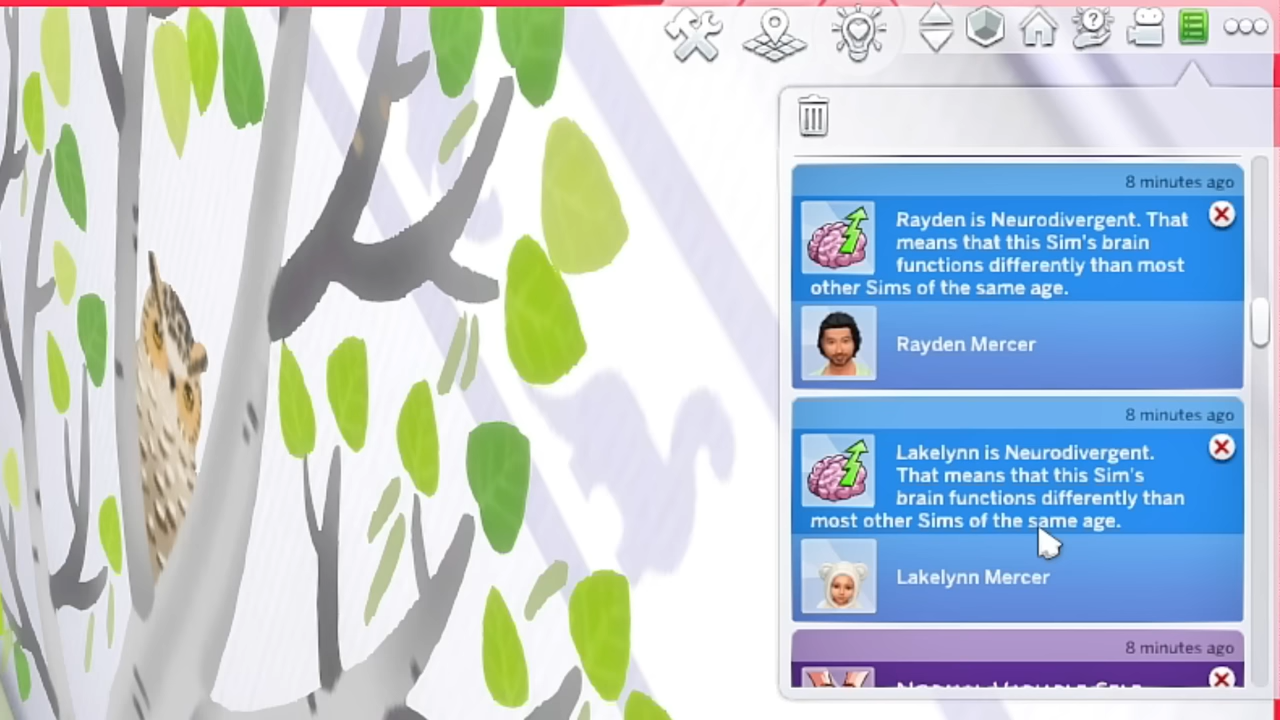 8 minutes ago
Rayden is Neurodivergent. That
means that this Sim's brain
functions differently than most
other Sims of the same age.
Rayden Mercer
8 minutes ago
Lakelynn is Neurodivergent.
That means that this Sim's
brain functions differently than
most other Sims of the same age.
Lakelynn Mercer
8 minutes ago